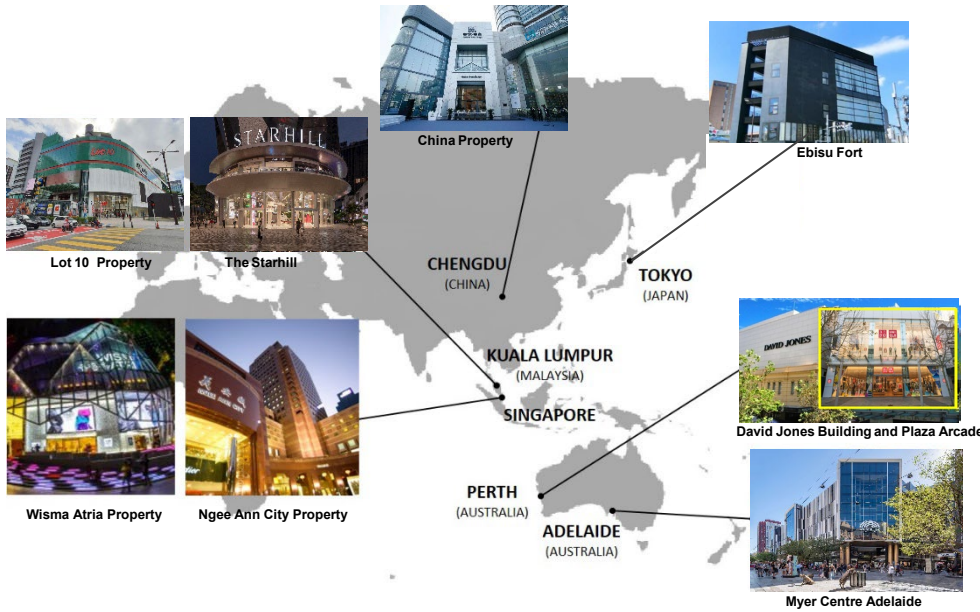 China Property
Ebisu Fort
STARHILL
Lot 10 Property
The Starhill
CHENGDU
(CHINA)
TOKYO
(JAPAN)
DAVID JONES
KUALA LUMPUR
(MALAYSIA)
SINGAPORE
David Jones Building and Plaza Arcade
Wisma Atria Property
Ngee Ann City Property
PERTH
(AUSTRALIA)
ADELAIDE
(AUSTRALIA)
Myer Centre Adelaide